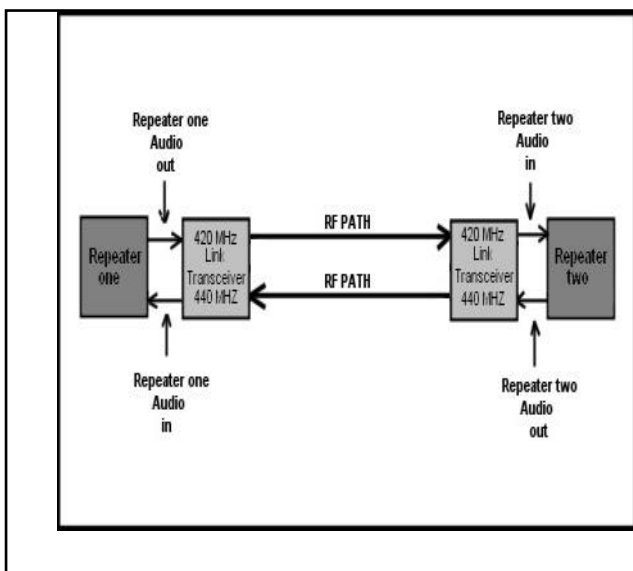 Repeater one
Audio
out
Repeater two
Audio
in
Repeater
one
420 MHz
Link
Transceiver
440 MHZ
RF PATH
RF PATH
420 MHz
Link
Transceiver
440 MHZ
Repeater
two
Repeater one
Audio
in
Repeater two
Audio
out